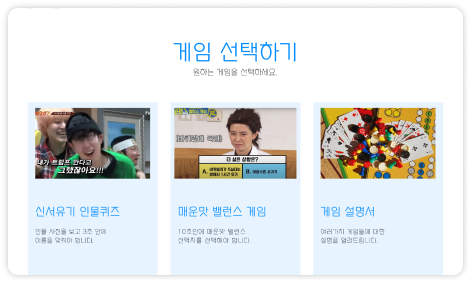 게임 선택하기
원하는 게임을 선택하세요.
내가 트럼프 한다고
그랬잖아요!!!
더 싫은 상황은?
A.
B.
신서유기 인물퀴즈
매운맛 밸런스 게임
게임 설명서
인물 사진을 보고 3초 안에
이름을 맞춰야 합니다.
10초안에 매운맛 밸런스
선택지를 선택해야 합니다.
여러가지 게임들에 대한
설명을 알려드립니다.